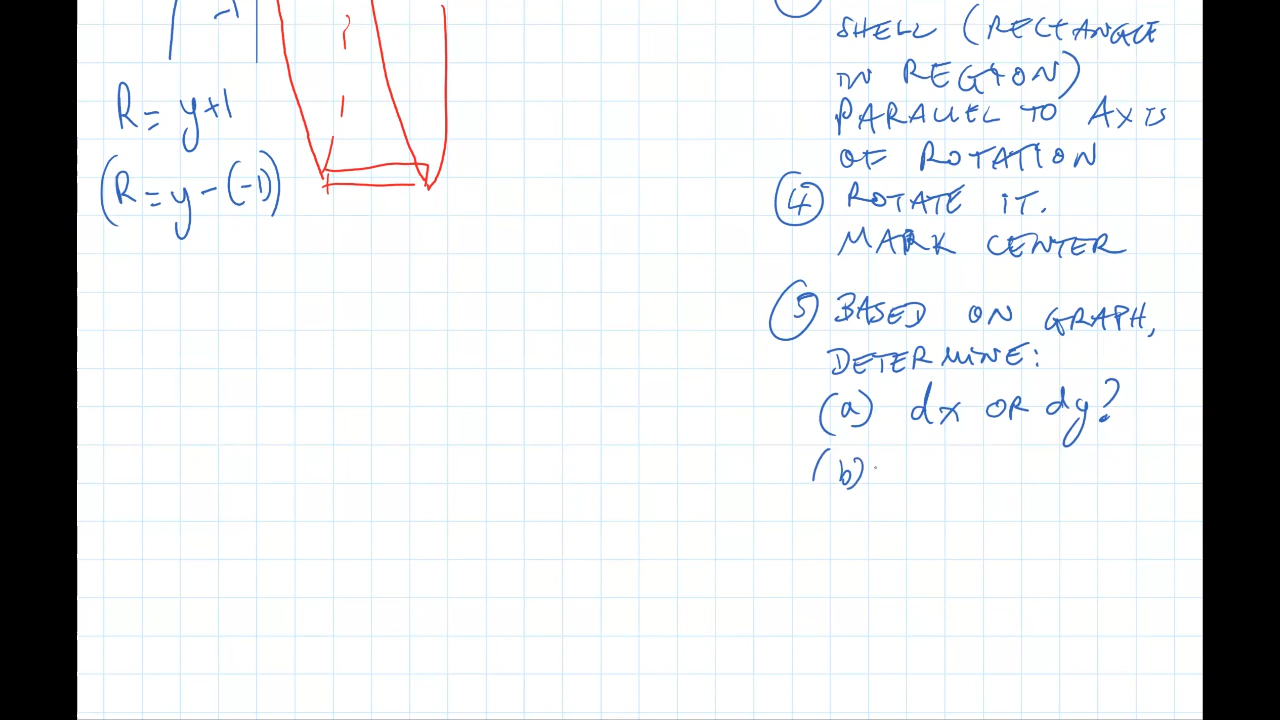 -1
R = y+1
(R = y - (-1))
SHELL (RECTANGLE
IN REGION)
PARALLEL TO AXIS
OF ROTATION
④ ROTATE IT.
MARK CENTER
⑤ BASED ON GRAPH,
DETERMINE:
(a) dx OR dy?
(b)